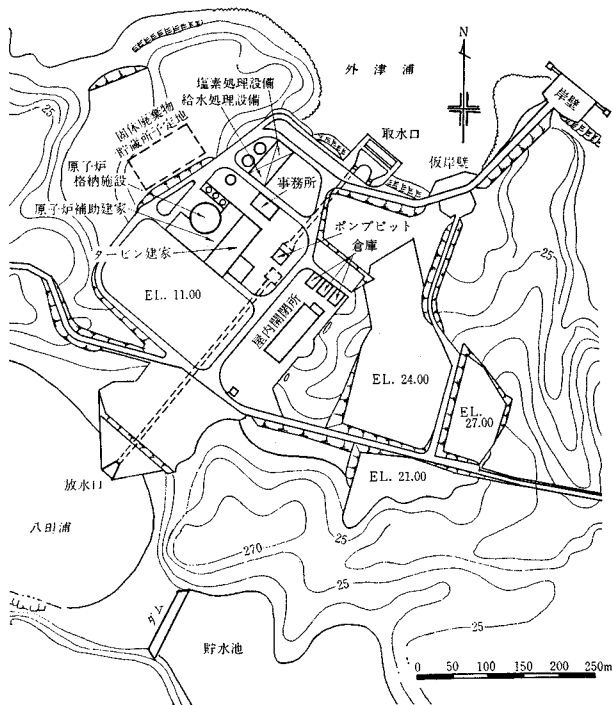 外津浦
N
岸壁
25
塩素処理設備
給水処理設備
取水口
仮岸壁
固体廃棄物
貯蔵所予定地
原子炉
格納施設
事務所
原子炉補助建家
ポンプピット
倉庫
タービン建家
25
EL. 11.00
屋内開閉所
EL. 24.00
EL.
27.00
EL. 21.00
放水口
八田浦
270
25
25
25
ダム
貯水池
0 50 100 150 200 250m